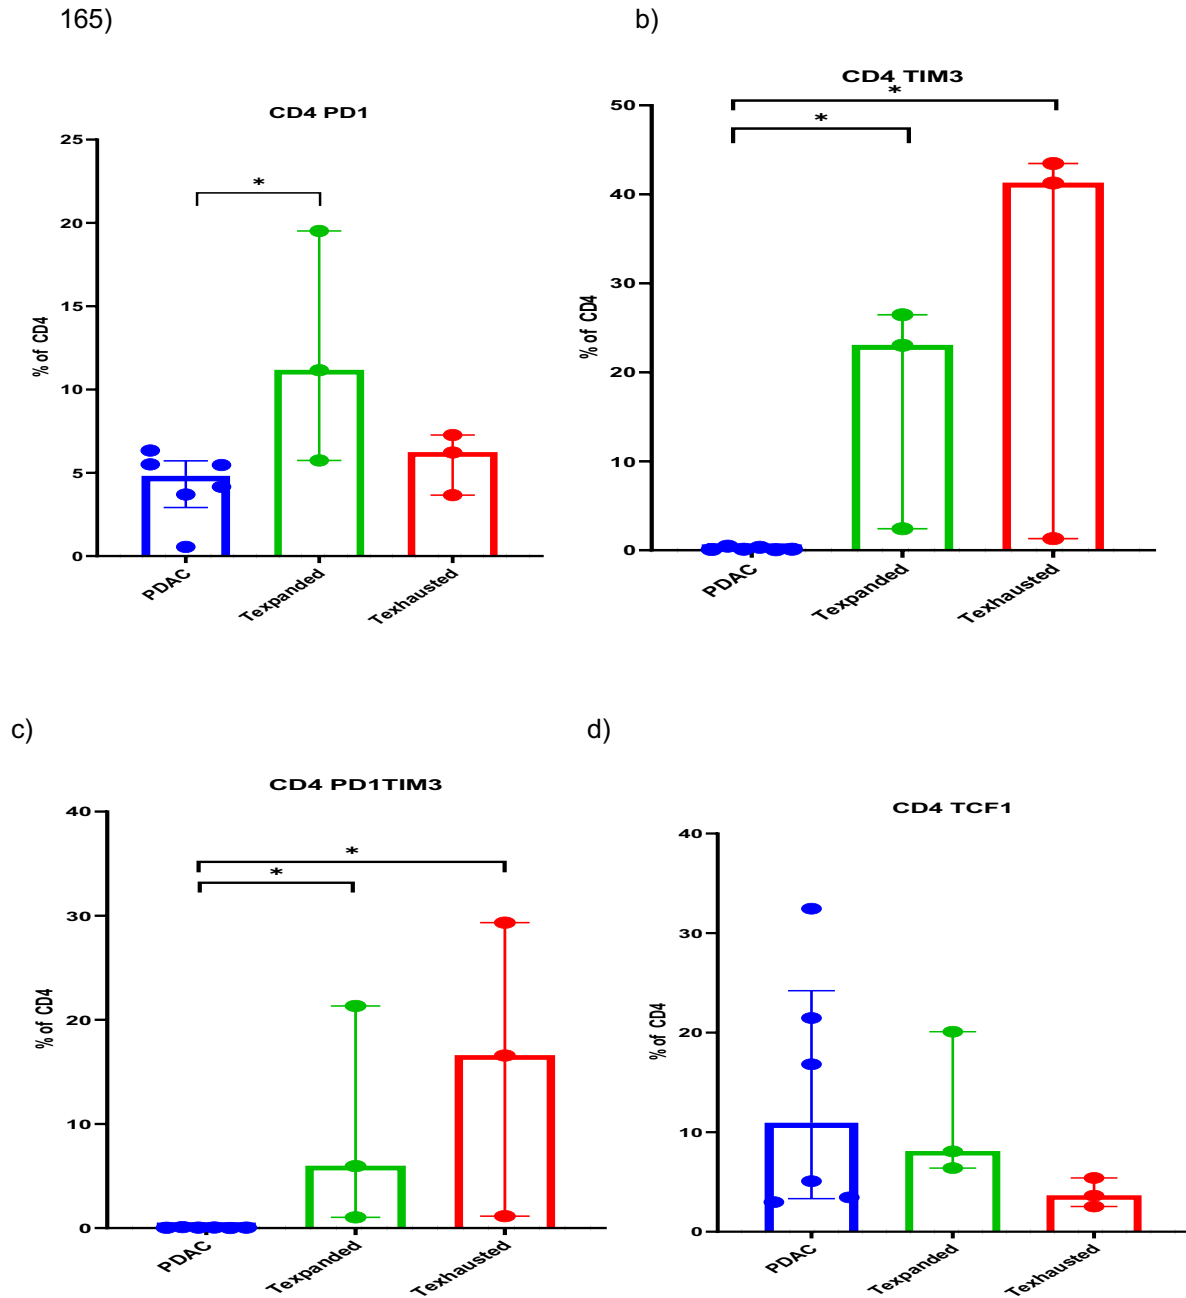 165)
b)
CD4 PD1
25
20
15
10
5
0
% of CD4
*
PDAC
Texpanded
Texhausted
CD4 TIM3
50
40
30
20
10
0
% of CD4
*
*
PDAC
Texpanded
Texhausted
c)
d)
CD4 PD1TIM3
40
30
20
10
0
% of CD4
*
*
PDAC
Texpanded
Texhausted
CD4 TCF1
40
30
20
10
0
% of CD4
PDAC
Texpanded
Texhausted